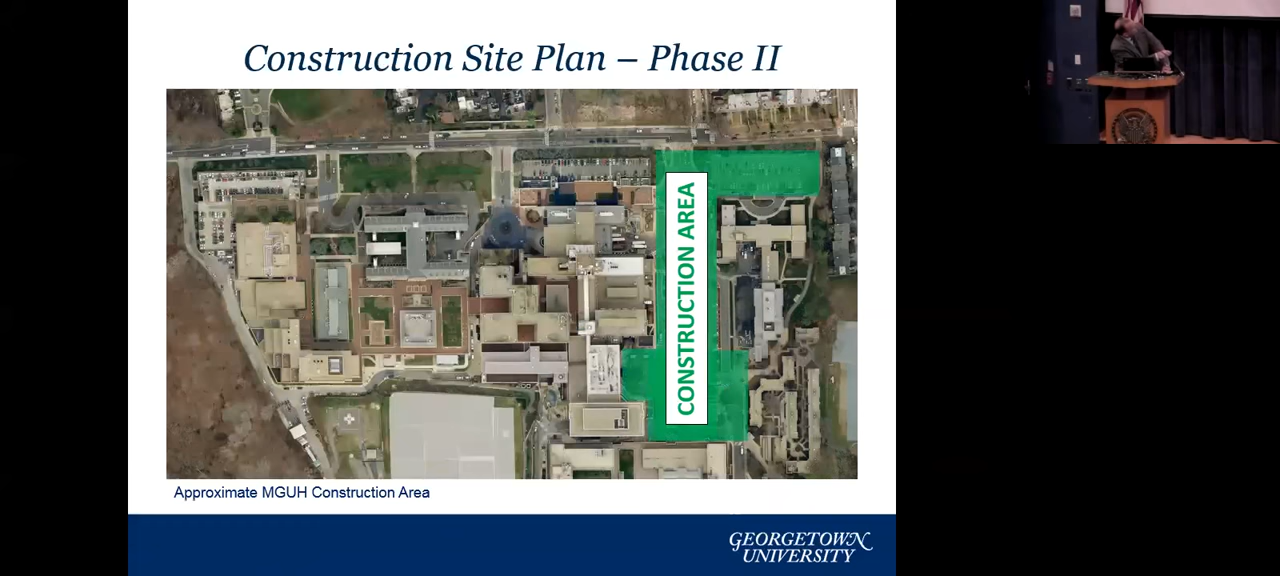 Construction Site Plan – Phase II
CONSTRUCTION AREA
Approximate MGUH Construction Area
GEORGETOWN
UNIVERSITY